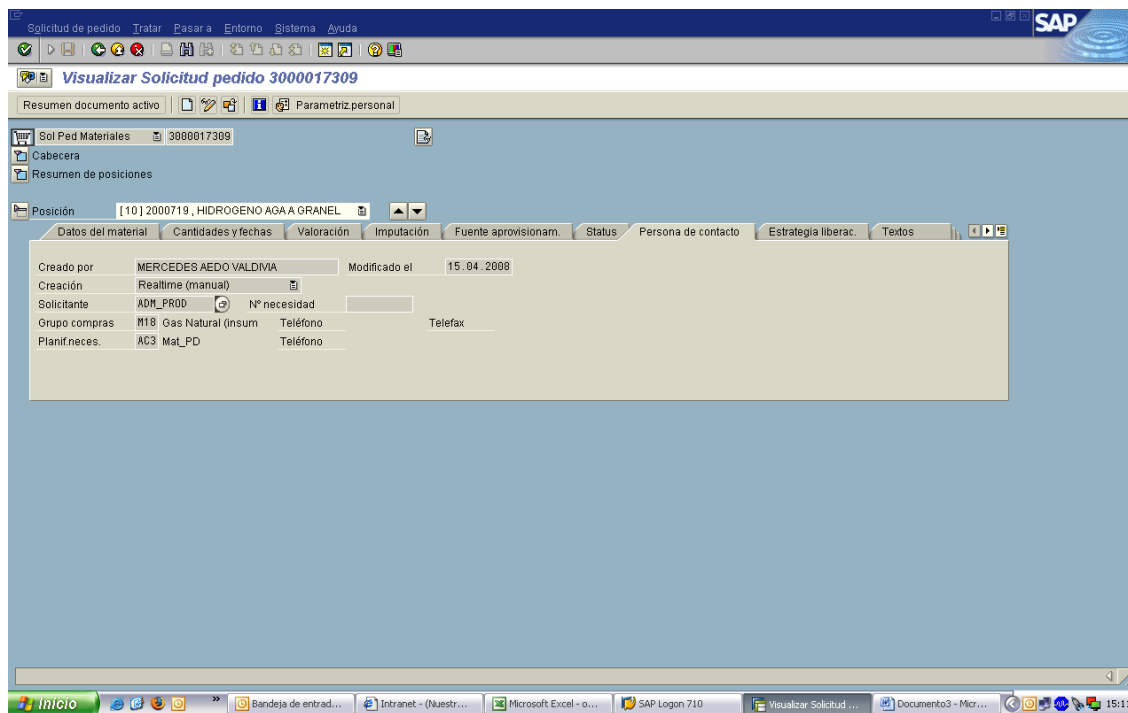 Solicitud de pedido Tratar Pasar a Entorno Sistema Ayuda
SAP
Visualizar Solicitud pedido 3000017309
Resumen documento activo Parametriz.personal
Sol Ped Materiales 3000017309
Cabecera
Resumen de posiciones
Posición [ 10 ] 2000719 , HIDROGENO AGA A GRANEL
Datos del material Cantidades y fechas Valoración Imputación Fuente aprovisionam. Status Persona de contacto Estrategia liberac. Textos
Creado por MERCEDES AEDO VALDIVIA Modificado el 15.04.2008
Creación Realtime (manual)
Solicitante ADM_PROD Nº necesidad
Grupo compras M18 Gas Natural (insum Teléfono Telefax
Planif.neces. AC3 Mat_PD Teléfono
Inicio » Bandeja de entrad... Intranet - (Nuestr... Microsoft Excel - o... SAP Logon 710 Visualizar Solicitud ... Documento3 - Micr...